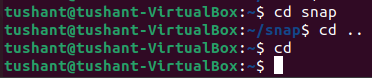 tushant@tushant-VirtualBox:~$ cd snap
tushant@tushant-VirtualBox:~/snap$ cd ..
tushant@tushant-VirtualBox:~$ cd
tushant@tushant-VirtualBox:~$